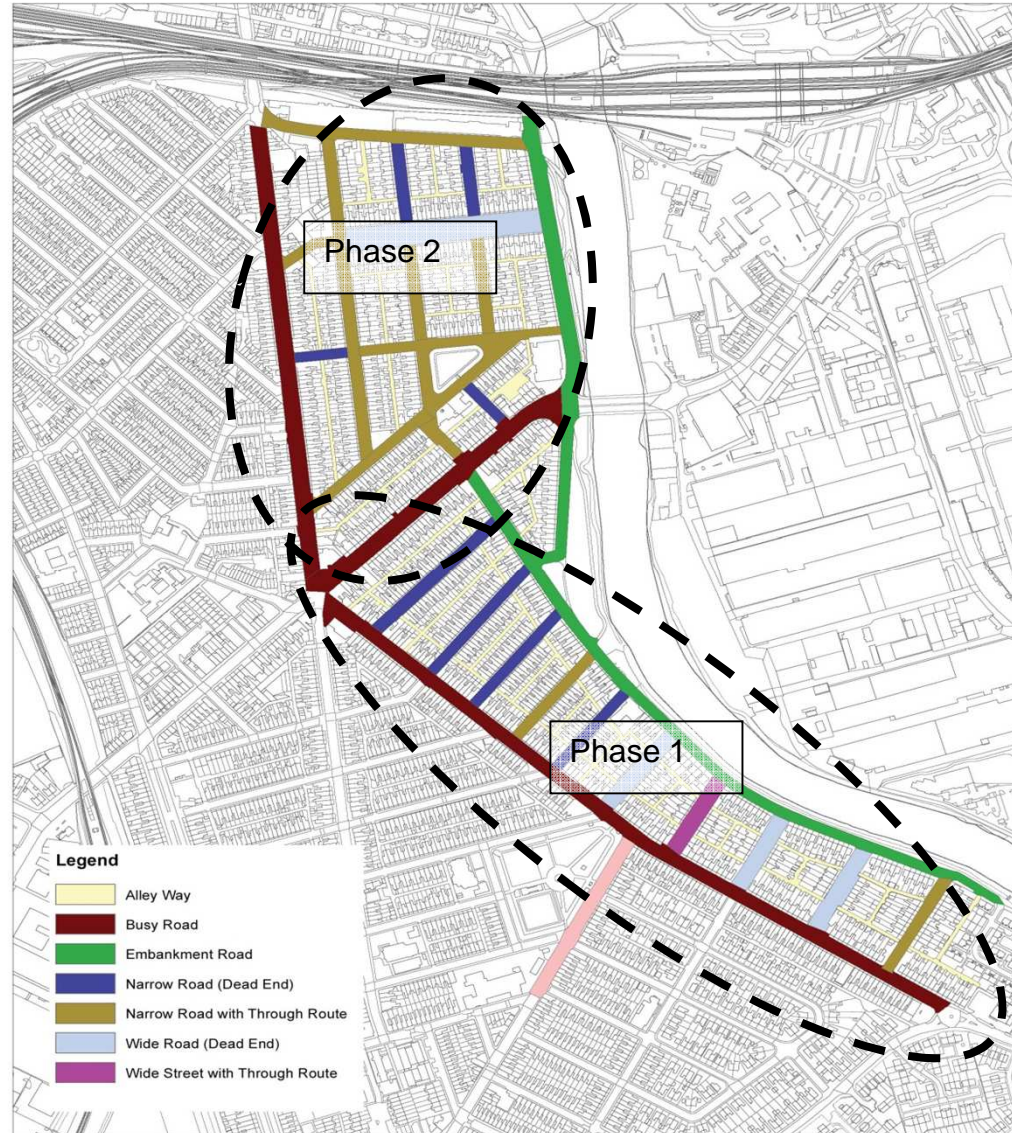 Phase 2
Phase 1
Legend
Alley Way
Busy Road
Embankment Road
Narrow Road (Dead End)
Narrow Road with Through Route
Wide Road (Dead End)
Wide Street with Through Route